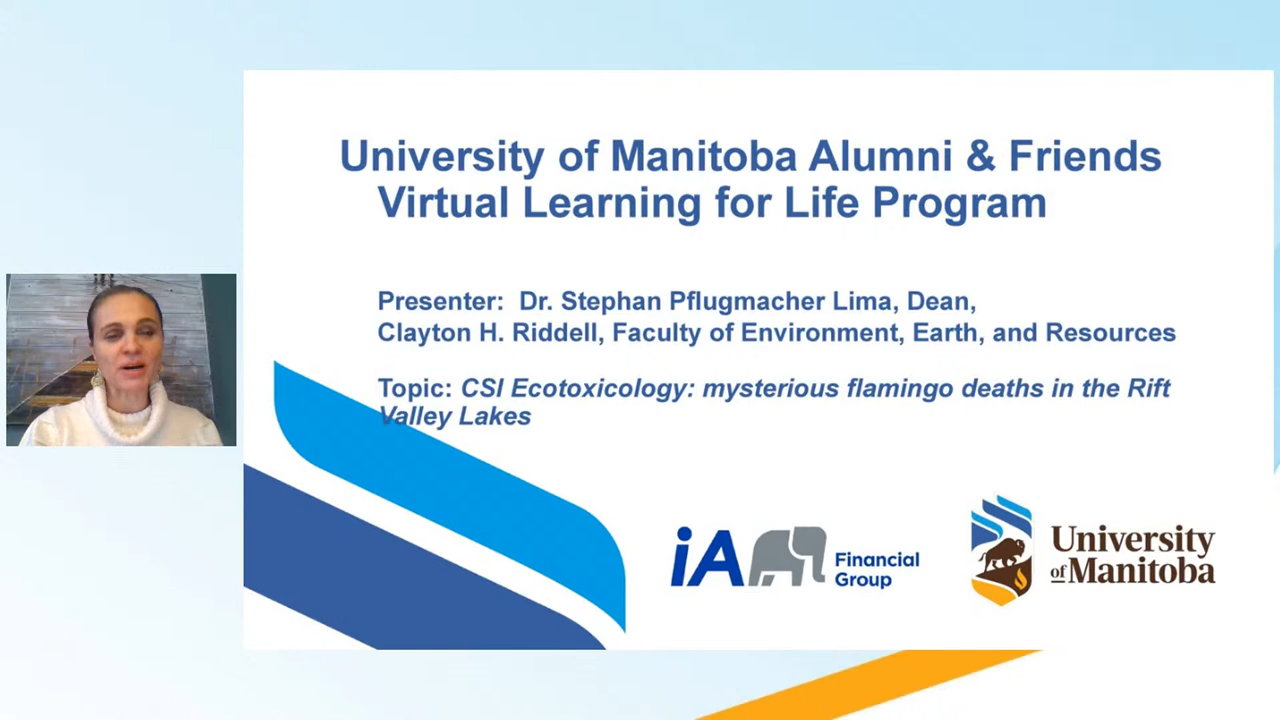 University of Manitoba Alumni & Friends
Virtual Learning for Life Program
Presenter: Dr. Stephan Pflugmacher Lima, Dean,
Clayton H. Riddell, Faculty of Environment, Earth, and Resources
Topic: CSI Ecotoxicology: mysterious flamingo deaths in the Rift
Valley Lakes
iA Financial
Group
University
of Manitoba